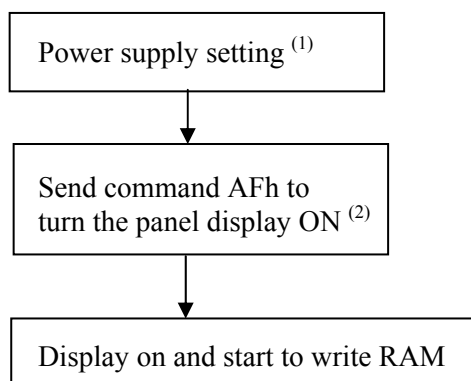 Power supply setting (1)
Send command AFh to
turn the panel display ON (2)
Display on and start to write RAM